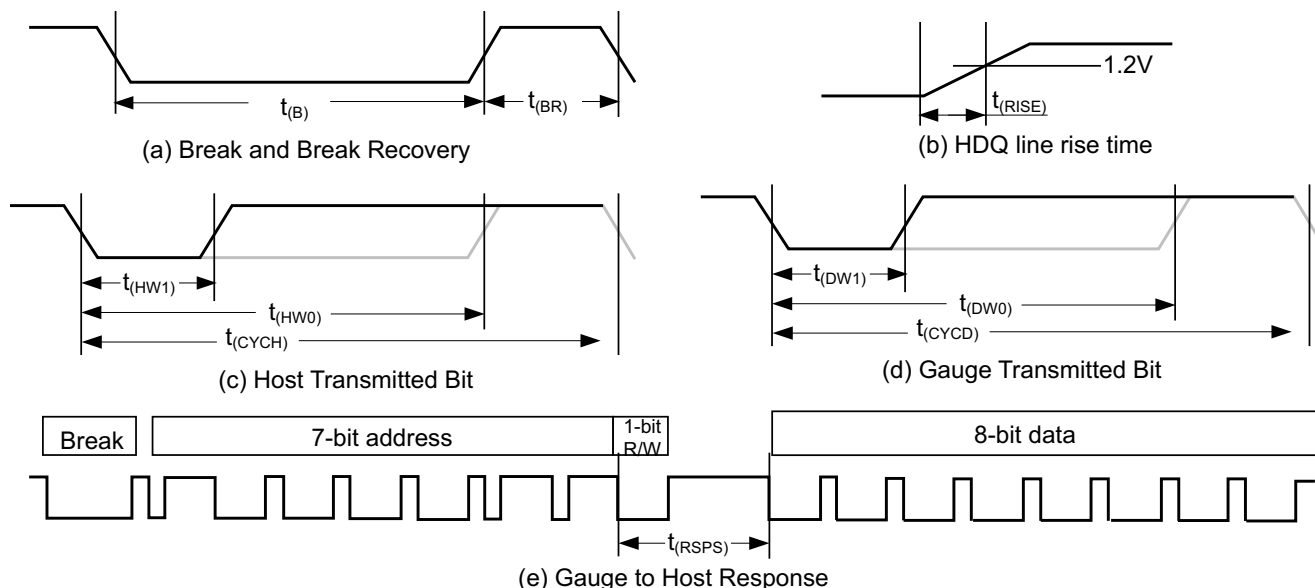 1.2V
t(B)
t(BR)
t(RISE)
(a) Break and Break Recovery
(b) HDQ line rise time
t(HW1)
t(DW1)
t(HW0)
t(DW0)
t(CYCH)
t(CYCD)
(c) Host Transmitted Bit
(d) Gauge Transmitted Bit
Break
7-bit address
1-bit
R/W
8-bit data
t(RSPS)
(e) Gauge to Host Response